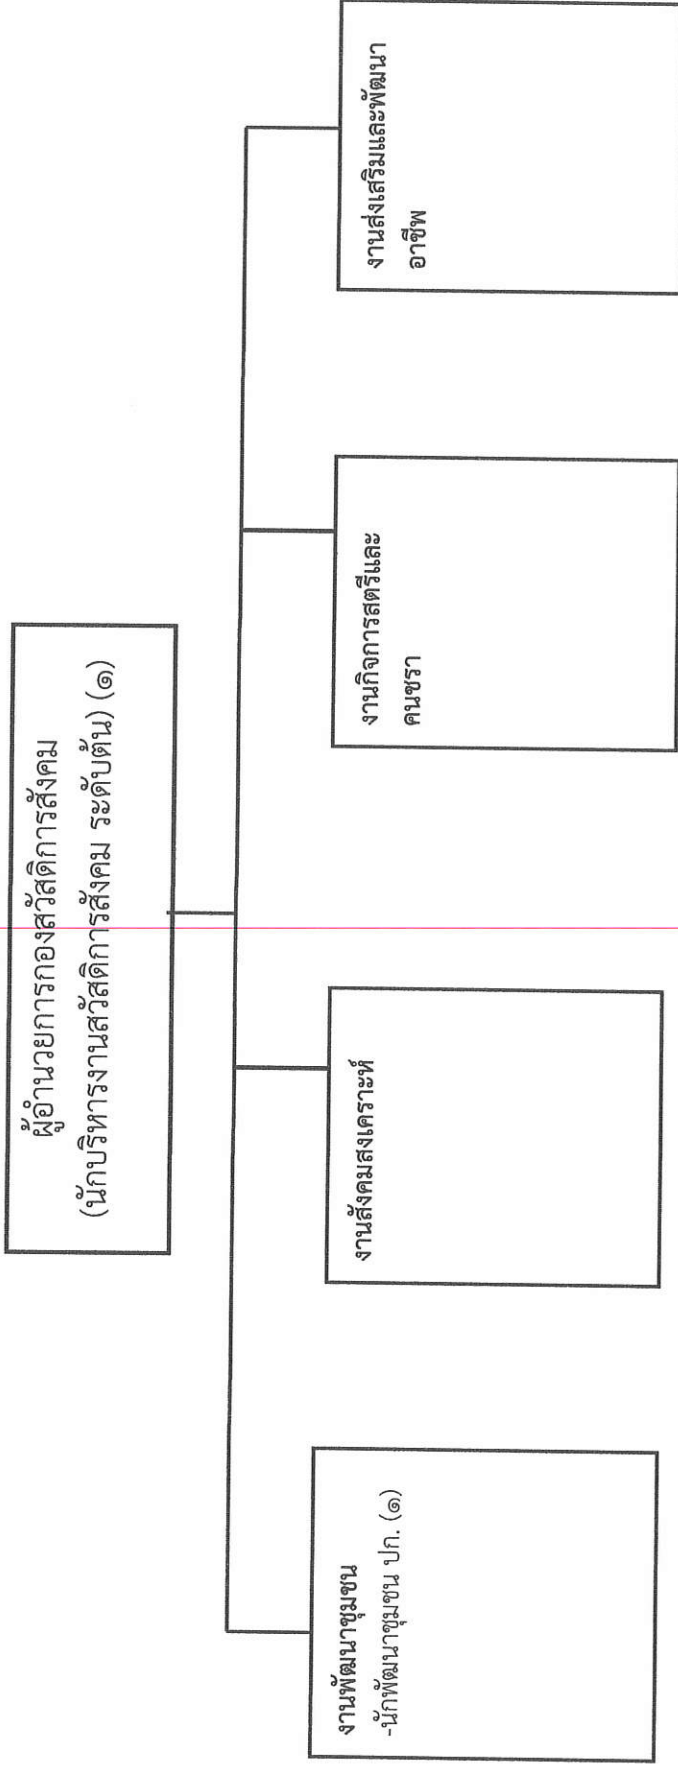 ผู้อำนวยการกองสวัสดิการสังคม
(นักบริหารงานสวัสดิการสังคม ระดับต้น) (๑)
งานพัฒนาชุมชน
-นักพัฒนาชุมชน ปก. (๑)
งานสังคมสงเคราะห์
งานกิจการสตรีและ
คนชรา
งานส่งเสริมและพัฒนา
อาชีพ